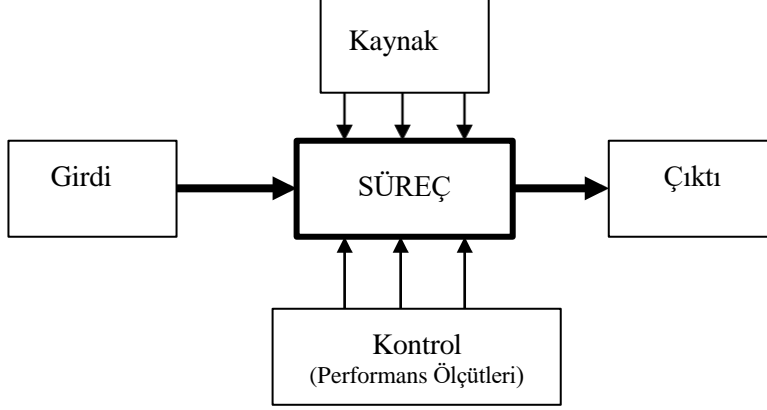 Kaynak
Girdi
SÜREÇ
Çıktı
Kontrol
(Performans Ölçütleri)